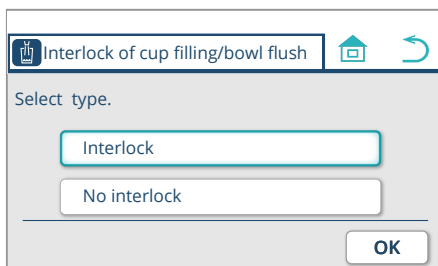 Interlock of cup filling/bowl flush
Select type.
Interlock
No interlock
OK